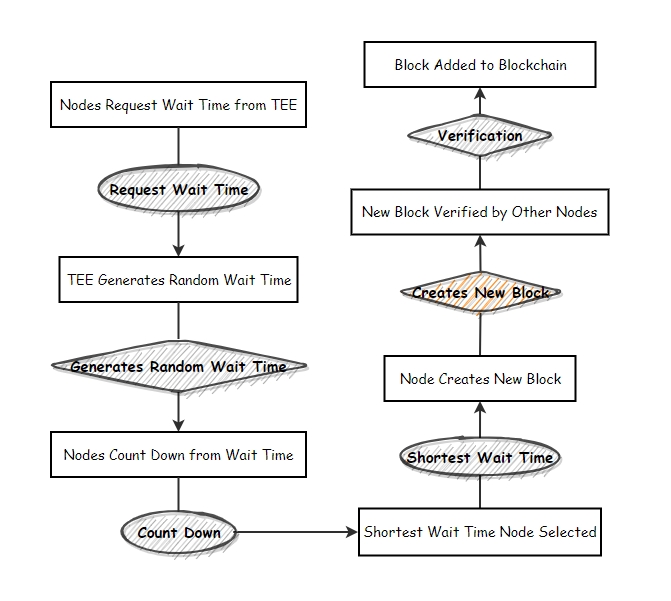 Nodes Request Wait Time from TEE
Request Wait Time
TEE Generates Random Wait Time
Generates Random Wait Time
Nodes Count Down from Wait Time
Count Down
Shortest Wait Time Node Selected
Shortest Wait Time
Node Creates New Block
Creates New Block
New Block Verified by Other Nodes
Verification
Block Added to Blockchain